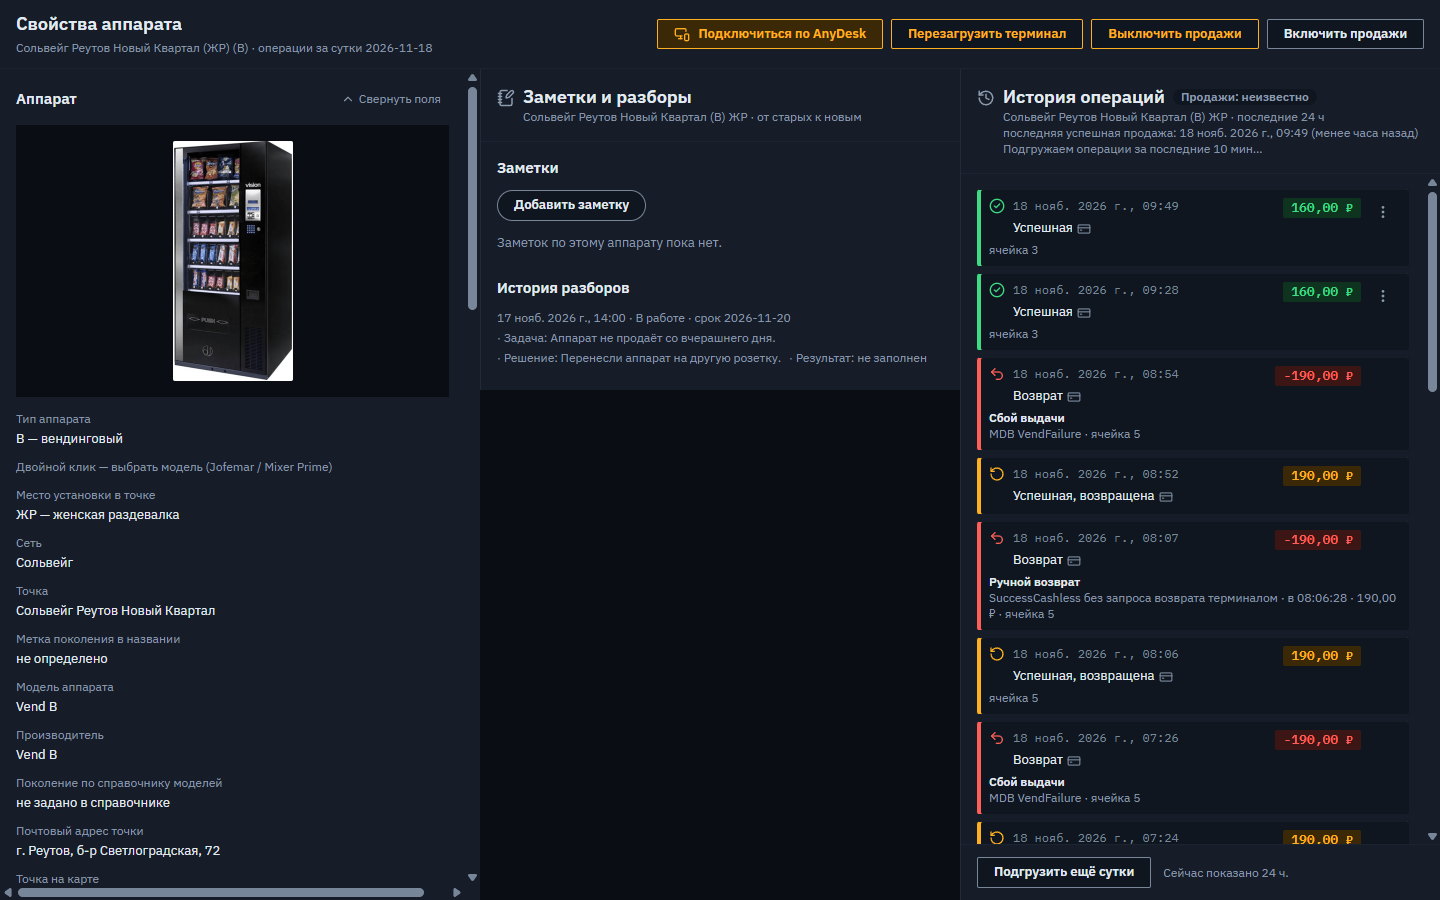 Свойства аппарата
Сольвейг Реутов Новый Квартал (ЖР) (В) · операции за сутки 2026-11-18
Подключиться по AnyDesk
Перезагрузить терминал
Выключить продажи
Включить продажи
Аппарат
Свернуть поля
vision
Тип аппарата
В — вендинговый
Двойной клик — выбрать модель (Jofemar / Mixer Prime)
Место установки в точке
ЖР — женская раздевалка
Сеть
Сольвейг
Точка
Сольвейг Реутов Новый Квартал
Метка поколения в названии
не определено
Модель аппарата
Vend B
Производитель
Vend B
Поколение по справочнику моделей
не задано в справочнике
Почтовый адрес точки
г. Реутов, б-р Светлоградская, 72
Точка на карте
Заметки и разборы
Сольвейг Реутов Новый Квартал (В) ЖР · от старых к новым
Заметки
Добавить заметку
Заметок по этому аппарату пока нет.
История разборов
17 нояб. 2026 г., 14:00 · В работе · срок 2026-11-20
· Задача: Аппарат не продаёт со вчерашнего дня.
· Решение: Перенесли аппарат на другую розетку. · Результат: не заполнен
История операций
Продажи: неизвестно
Сольвейг Реутов Новый Квартал (В) ЖР · последние 24 ч
последняя успешная продажа: 18 нояб. 2026 г., 09:49 (менее часа назад)
Подгружаем операции за последние 10 мин...
18 нояб. 2026 г., 09:49
160,00 ₽
Успешная
ячейка 3
18 нояб. 2026 г., 09:28
160,00 ₽
Успешная
ячейка 3
18 нояб. 2026 г., 08:54
-190,00 ₽
Возврат
Сбой выдачи
MDB VendFailure · ячейка 5
18 нояб. 2026 г., 08:52
190,00 ₽
Успешная, возвращена
18 нояб. 2026 г., 08:07
-190,00 ₽
Возврат
Ручной возврат
SuccessCashless без запроса возврата терминалом · в 08:06:28 · 190,00
₽ · ячейка 5
18 нояб. 2026 г., 08:06
190,00 ₽
Успешная, возвращена
ячейка 5
18 нояб. 2026 г., 07:26
-190,00 ₽
Возврат
Сбой выдачи
MDB VendFailure · ячейка 5
18 нояб. 2026 г., 07:24
190,00 ₽
Подгрузить ещё сутки
Сейчас показано 24 ч.